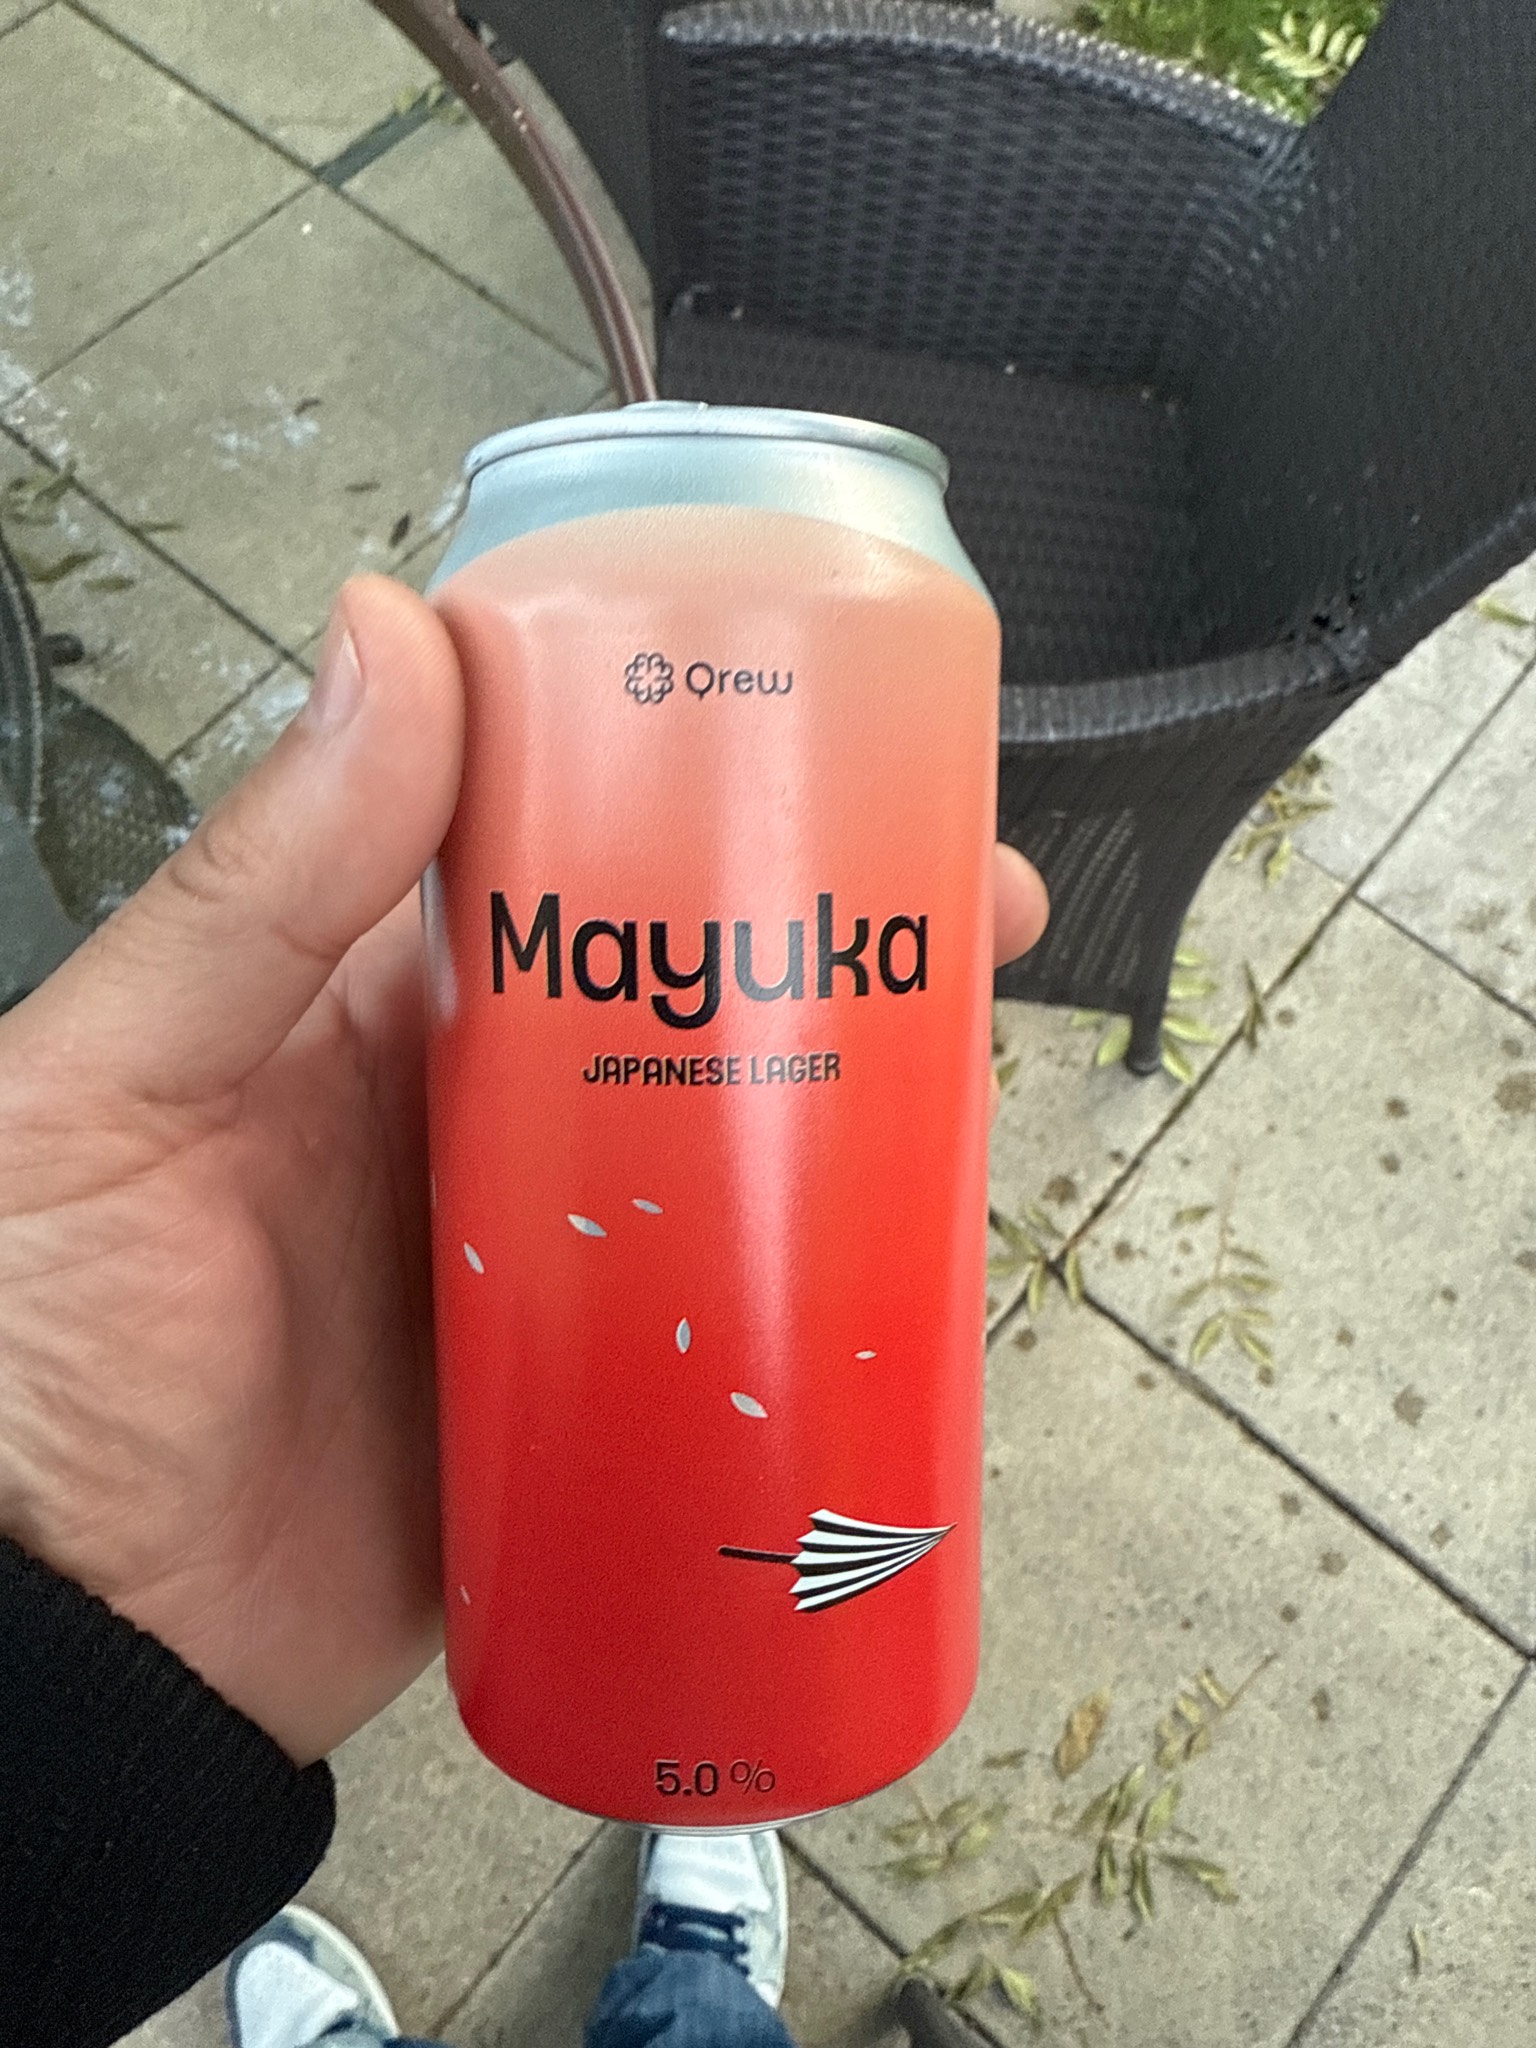 Qrew
Mayuka
JAPANESE LAGER
5.0 %